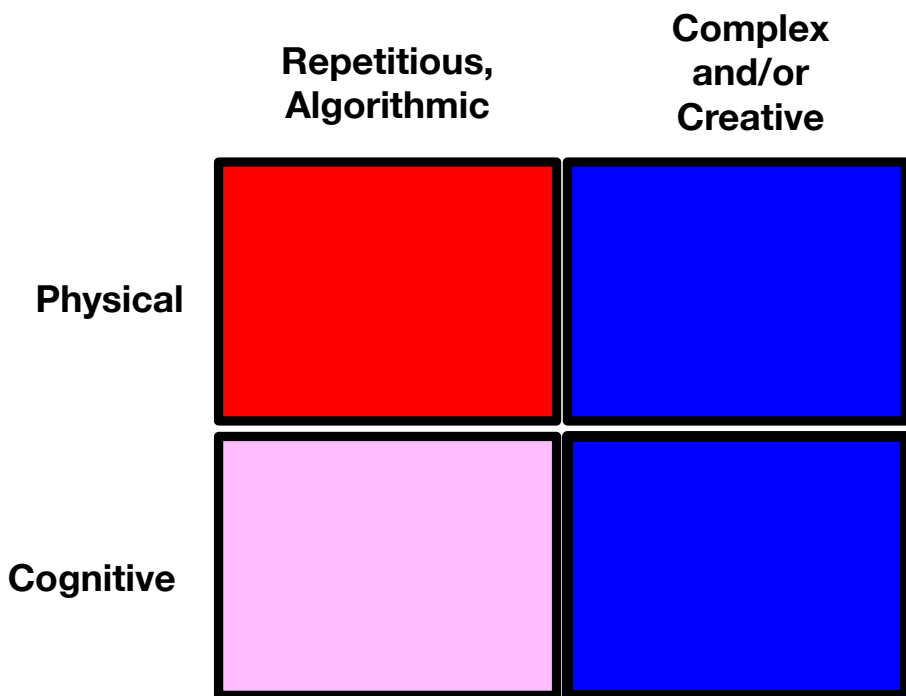 Repetitious,
Algorithmic
Complex
and/or
Creative
Physical
Cognitive